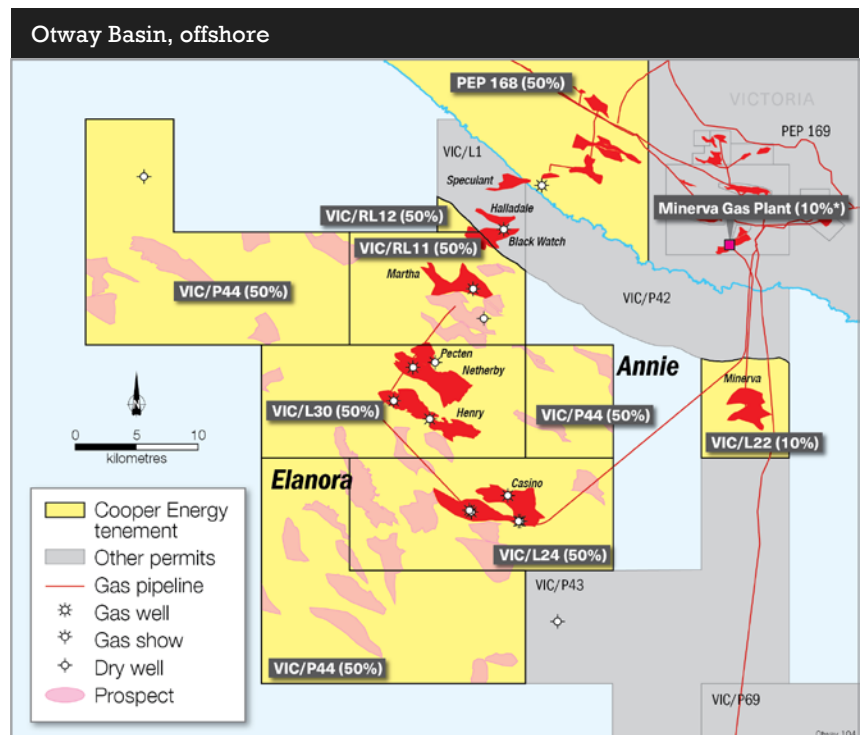 Otway Basin, offshore
PEP 168 (50%)
VICTORIA
PEP 169
VIC/L1
Speculant
Minerva Gas Plant (10%*)
VIC/RL12 (50%)
Halladale
Black Watch
VIC/RL11 (50%)
Martha
VIC/P44 (50%)
VIC/P42
Pecten
Netherby
Annie
Minerva
N
VIC/L30 (50%)
Henry
VIC/P44 (50%)
0 5 10
kilometres
VIC/L22 (10%)
Elanora
Casino
Cooper Energy
tenement
Other permits
Gas pipeline
Gas well
Gas show
Dry well
Prospect
VIC/L24 (50%)
VIC/P43
VIC/P44 (50%)
VIC/P69